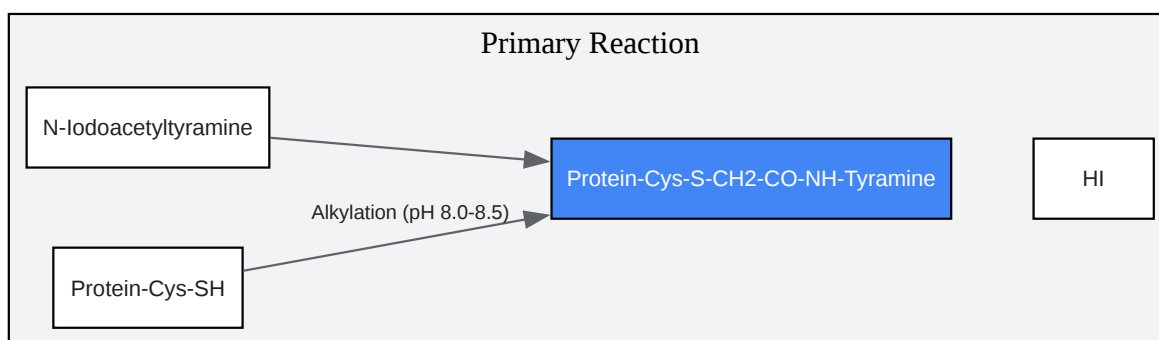 Primary Reaction
N-Iodoacetyltyramine
Protein-Cys-S-CH2-CO-NH-Tyramine
HI
Alkylation (pH 8.0-8.5)
Protein-Cys-SH